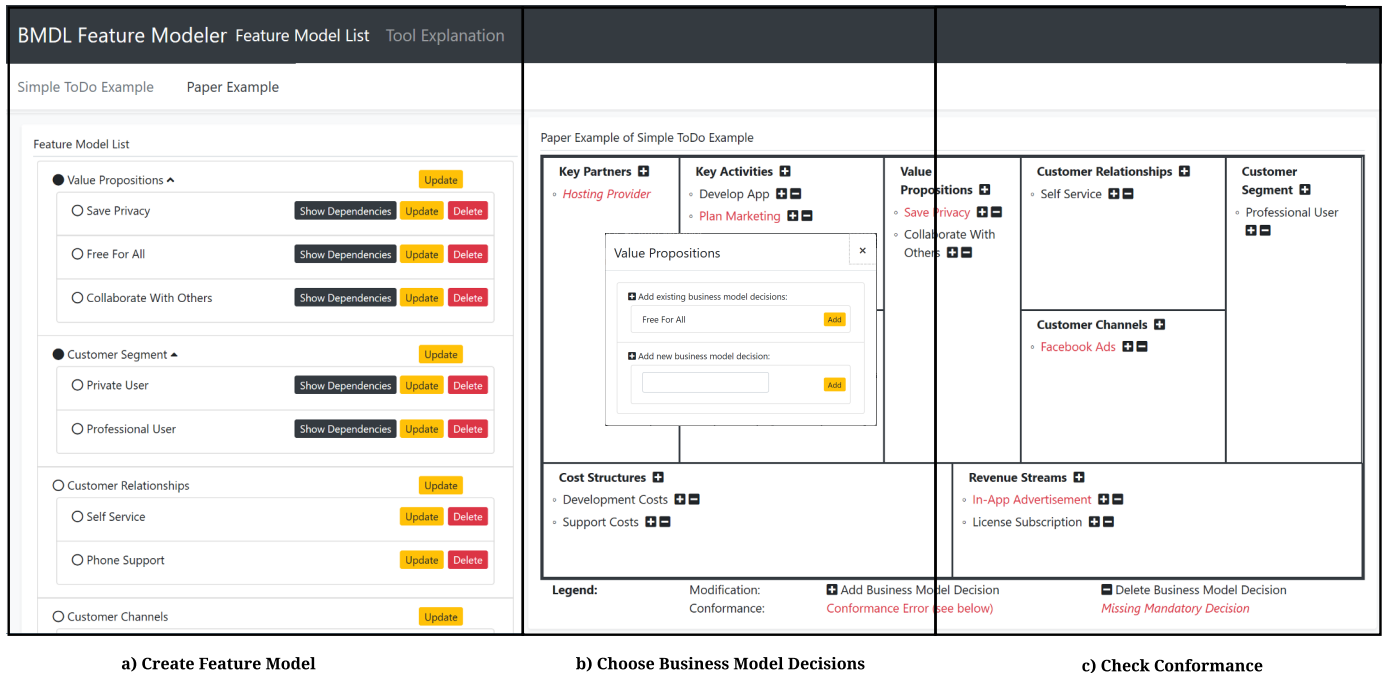 BMDL Feature Modeler Feature Model List Tool Explanation
Simple ToDo Example Paper Example
Feature Model List
Value Propositions Update
Save Privacy Show Dependencies Update Delete
Free For All Show Dependencies Update Delete
Collaborate With Others Show Dependencies Update Delete
Customer Segment Update
Private User Show Dependencies Update Delete
Professional User Show Dependencies Update Delete
Customer Relationships Update
Self Service Update Delete
Phone Support Update Delete
Customer Channels Update
Paper Example of Simple ToDo Example
Key Partners
Hosting Provider
Key Activities
Develop App
Plan Marketing
Value
Propositions
Save Privacy
Collaborate With
Others
Customer Relationships
Self Service
Customer
Segment
Professional User
Customer Channels
Facebook Ads
Value Propositions ×
Add existing business model decisions:
Free For All Add
Add new business model decision:
Add
Cost Structures
Development Costs
Support Costs
Revenue Streams
In-App Advertisement
License Subscription
Legend: Modification: Add Business Model Decision Delete Business Model Decision
Conformance: Conformance Error (see below) Missing Mandatory Decision
a) Create Feature Model b) Choose Business Model Decisions c) Check Conformance